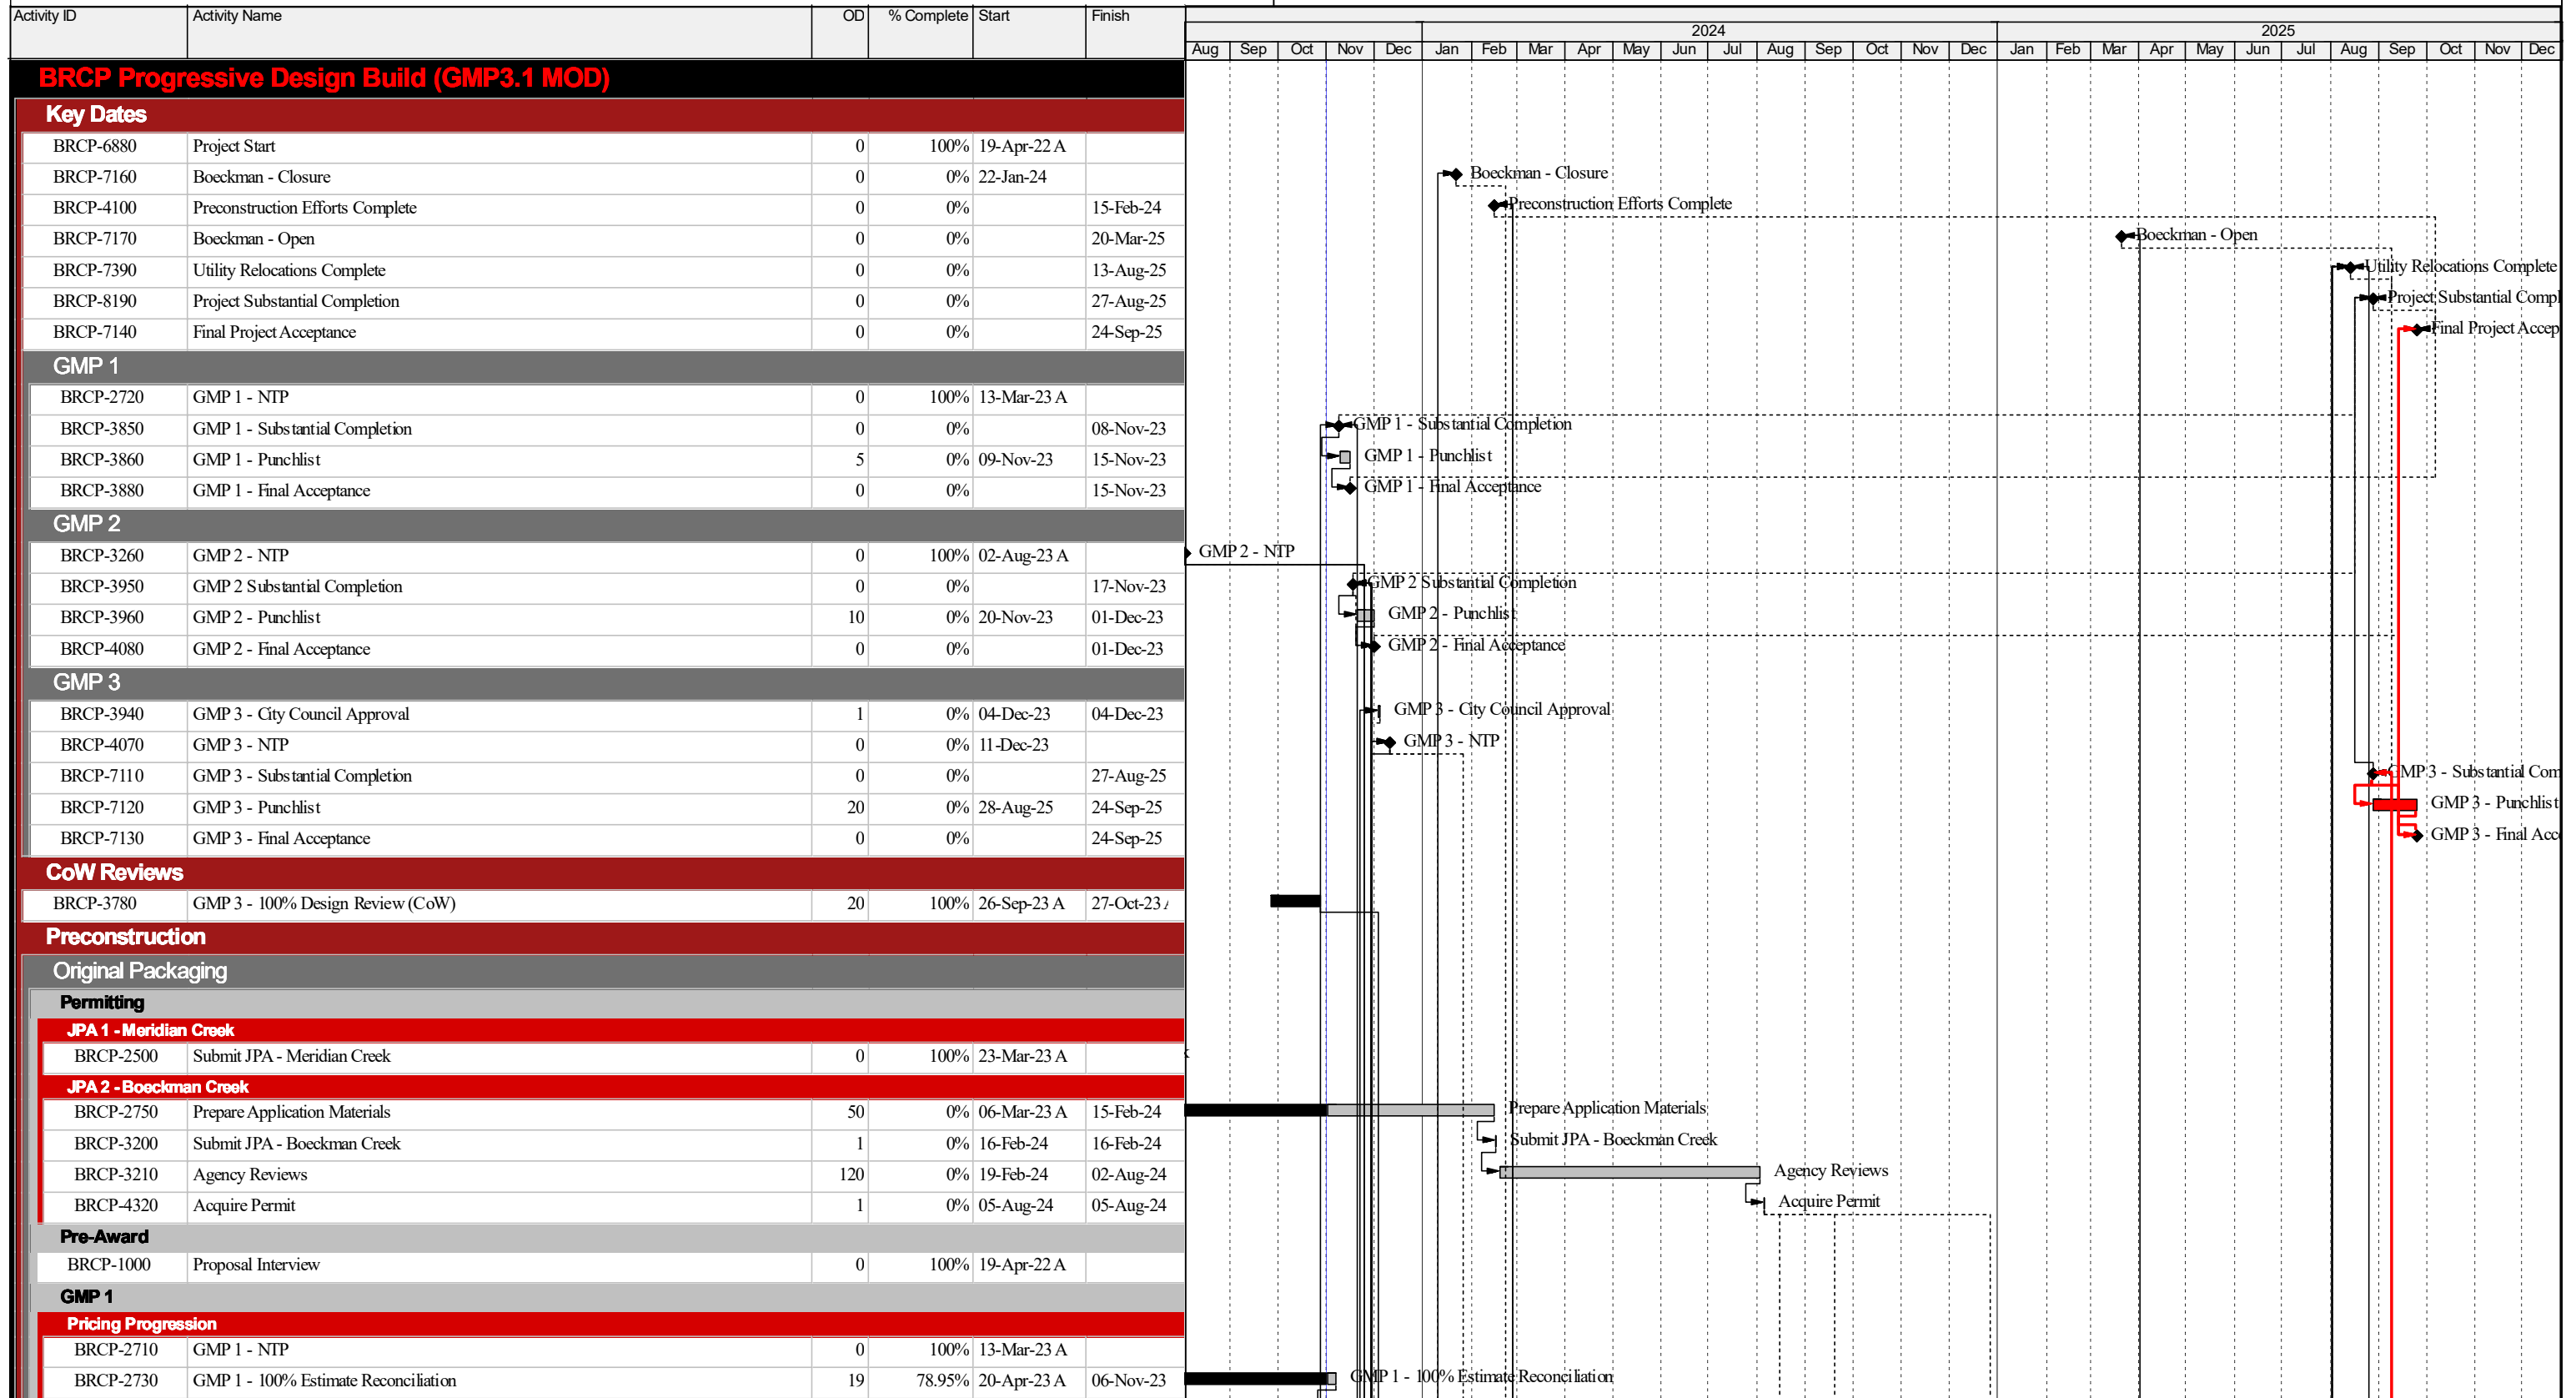 Activity ID Activity Name OD % Complete Start Finish
2024 2025
Aug Sep Oct Nov Dec Jan Feb Mar Apr May Jun Jul Aug Sep Oct Nov Dec Jan Feb Mar Apr May Jun Jul Aug Sep Oct Nov Dec
BRCP Progressive Design Build (GMP3.1 MOD)
Key Dates
BRCP-6880 Project Start 0 100% 19-Apr-22 A
BRCP-7160 Boeckman - Closure 0 0% 22-Jan-24 Boeckman - Closure
BRCP-4100 Preconstruction Efforts Complete 0 0% 15-Feb-24 Preconstruction Efforts Complete
BRCP-7170 Boeckman - Open 0 0% 20-Mar-25 Boeckman - Open
BRCP-7390 Utility Relocations Complete 0 0% 13-Aug-25 Utility Relocations Complete
BRCP-8190 Project Substantial Completion 0 0% 27-Aug-25 Project Substantial Compl
BRCP-7140 Final Project Acceptance 0 0% 24-Sep-25 Final Project Accep
GMP 1
BRCP-2720 GMP 1 - NTP 0 100% 13-Mar-23 A
BRCP-3850 GMP 1 - Substantial Completion 0 0% 08-Nov-23 GMP 1 - Substantial Completion
BRCP-3860 GMP 1 - Punchlist 5 0% 09-Nov-23 15-Nov-23 GMP 1 - Punchlist
BRCP-3880 GMP 1 - Final Acceptance 0 0% 15-Nov-23 GMP 1 - Final Acceptance
GMP 2
BRCP-3260 GMP 2 - NTP 0 100% 02-Aug-23 A GMP 2 - NTP
BRCP-3950 GMP 2 Substantial Completion 0 0% 17-Nov-23 GMP 2 Substantial Completion
BRCP-3960 GMP 2 - Punchlist 10 0% 20-Nov-23 01-Dec-23 GMP 2 - Punchlist
BRCP-4080 GMP 2 - Final Acceptance 0 0% 01-Dec-23 GMP 2 - Final Acceptance
GMP 3
BRCP-3940 GMP 3 - City Council Approval 1 0% 04-Dec-23 04-Dec-23 GMP 3 - City Council Approval
BRCP-4070 GMP 3 - NTP 0 0% 11-Dec-23 GMP 3 - NTP
BRCP-7110 GMP 3 - Substantial Completion 0 0% 27-Aug-25 GMP 3 - Substantial Com
BRCP-7120 GMP 3 - Punchlist 20 0% 28-Aug-25 24-Sep-25 GMP 3 - Punchlist
BRCP-7130 GMP 3 - Final Acceptance 0 0% 24-Sep-25 GMP 3 - Final Acc
CoW Reviews
BRCP-3780 GMP 3 - 100% Design Review (CoW) 20 100% 26-Sep-23 A 27-Oct-23 A
Preconstruction
Original Packaging
Permitting
JPA 1 - Meridian Creek
BRCP-2500 Submit JPA - Meridian Creek 0 100% 23-Mar-23 A k
JPA 2 - Boeckman Creek
BRCP-2750 Prepare Application Materials 50 0% 06-Mar-23 A 15-Feb-24 Prepare Application Materials
BRCP-3200 Submit JPA - Boeckman Creek 1 0% 16-Feb-24 16-Feb-24 Submit JPA - Boeckman Creek
BRCP-3210 Agency Reviews 120 0% 19-Feb-24 02-Aug-24 Agency Reviews
BRCP-4320 Acquire Permit 1 0% 05-Aug-24 05-Aug-24 Acquire Permit
Pre-Award
BRCP-1000 Proposal Interview 0 100% 19-Apr-22 A
GMP 1
Pricing Progression
BRCP-2710 GMP 1 - NTP 0 100% 13-Mar-23 A
BRCP-2730 GMP 1 - 100% Estimate Reconciliation 19 78.95% 20-Apr-23 A 06-Nov-23 GMP 1 - 100% Estimate Reconciliation